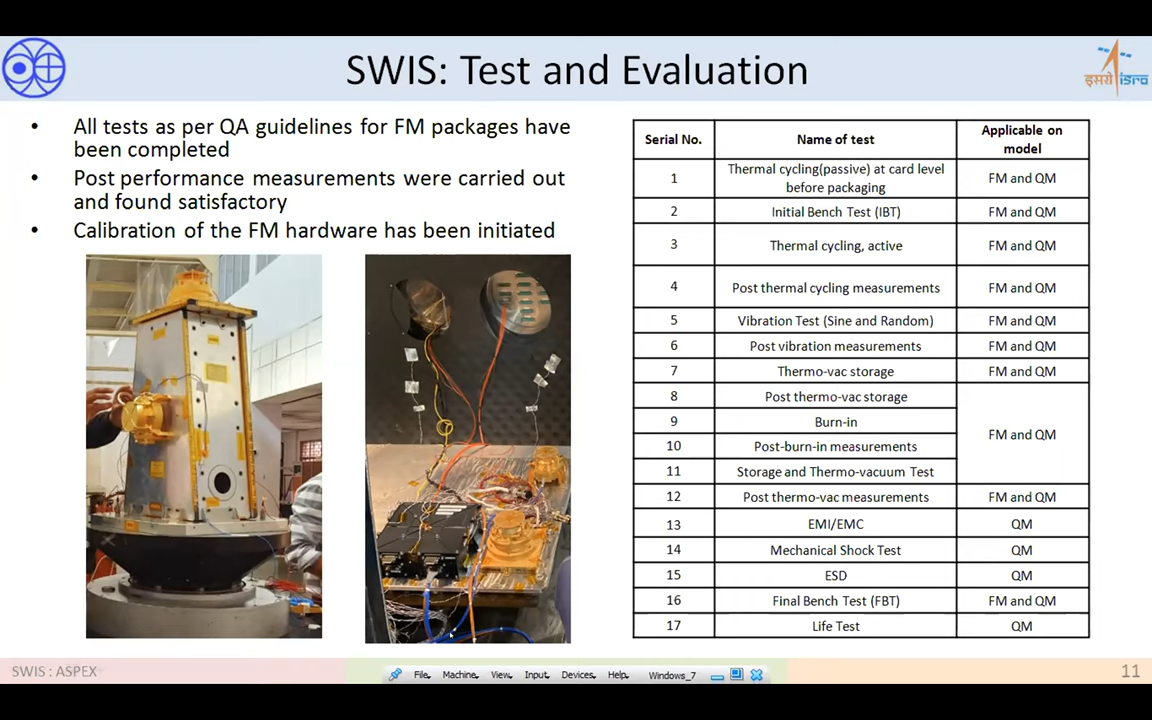 SWIS: Test and Evaluation
इसरो isro
• All tests as per QA guidelines for FM packages have
been completed
• Post performance measurements were carried out
and found satisfactory
• Calibration of the FM hardware has been initiated
Serial No. Name of test Applicable on
model
1 Thermal cycling(passive) at card level
before packaging FM and QM
2 Initial Bench Test (IBT) FM and QM
3 Thermal cycling, active FM and QM
4 Post thermal cycling measurements FM and QM
5 Vibration Test (Sine and Random) FM and QM
6 Post vibration measurements FM and QM
7 Thermo-vac storage FM and QM
8 Post thermo-vac storage
9 Burn-in
FM and QM
10 Post-burn-in measurements
11 Storage and Thermo-vacuum Test
12 Post thermo-vac measurements FM and QM
13 EMI/EMC QM
14 Mechanical Shock Test QM
15 ESD QM
16 Final Bench Test (FBT) FM and QM
17 Life Test QM
SWIS : ASPEX
File Machine View Input Devices Help Windows_7
11